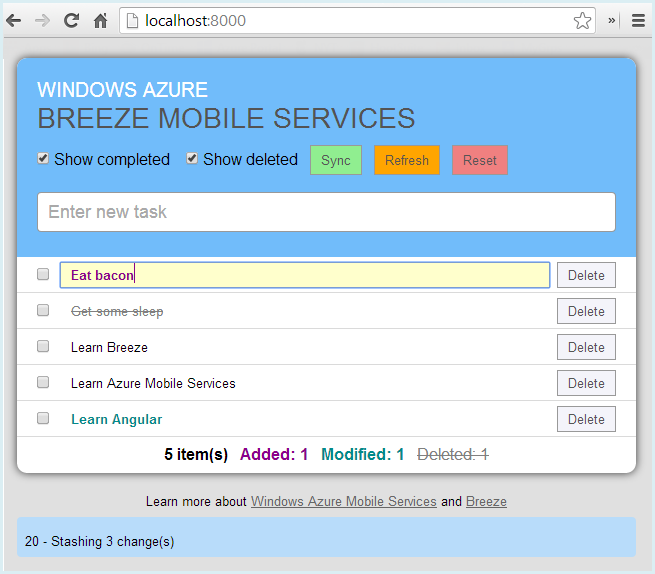 localhost:8000
»
WINDOWS AZURE
BREEZE MOBILE SERVICES
Show completed Show deleted Sync Refresh Reset
Enter new task
Eat bacon Delete
Get some sleep Delete
Learn Breeze Delete
Learn Azure Mobile Services Delete
Learn Angular Delete
5 item(s) Added: 1 Modified: 1 Deleted: 1
Learn more about Windows Azure Mobile Services and Breeze
20 - Stashing 3 change(s)